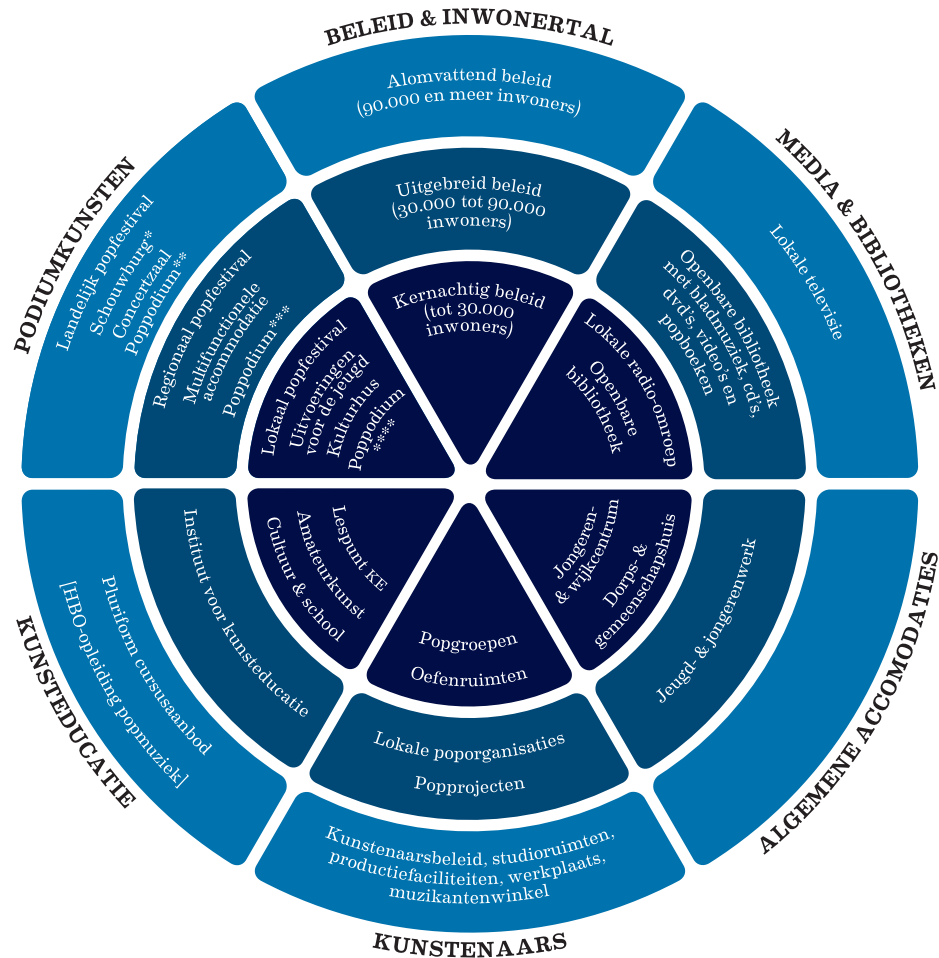 BELEID & INWONERTAL
Alomvattend beleid
(90.000 en meer inwoners)
Uitgebreid beleid
(30.000 tot 90.000
inwoners)
Kernachtig beleid
(tot 30.000
inwoners)
MEDIA & BIBLIOTHEKEN
Lokale televisie
Openbare bibliotheek
met bladmuziek, cd's,
dvd's, video's en
popboeken
Lokale radio-omroep
Openbare
bibliotheek
ALGEMENE ACCOMODATIES
Jeugd- & jongerenwerk
Jongeren-
& wijkcentrum
Dorps- &
gemeenschapshuis
KUNSTENAARS
Popgroepen
Oefenruimten
Lokale poporganisaties
Popprojecten
Kunstenaarsbeleid, studioruimten,
productiefaciliteiten, werkplaats,
muzikantenwinkel
KUNSTEDUCATIE
Pluriform cursusaanbod
[HBO-opleiding popmuziek]
Instituut voor kunsteducatie
Lespunt KE
Amateurkunst
Cultuur & school
PODIUMKUNSTEN
Landelijk popfestival
Schouwburg*
Concertzaal
Poppodium**
Regionaal popfestival
Multifunctionele
accommodatie
Poppodium***
Lokaal popfestival
Uitvoeringen
voor de jeugd
Kulturhus
Poppodium
****